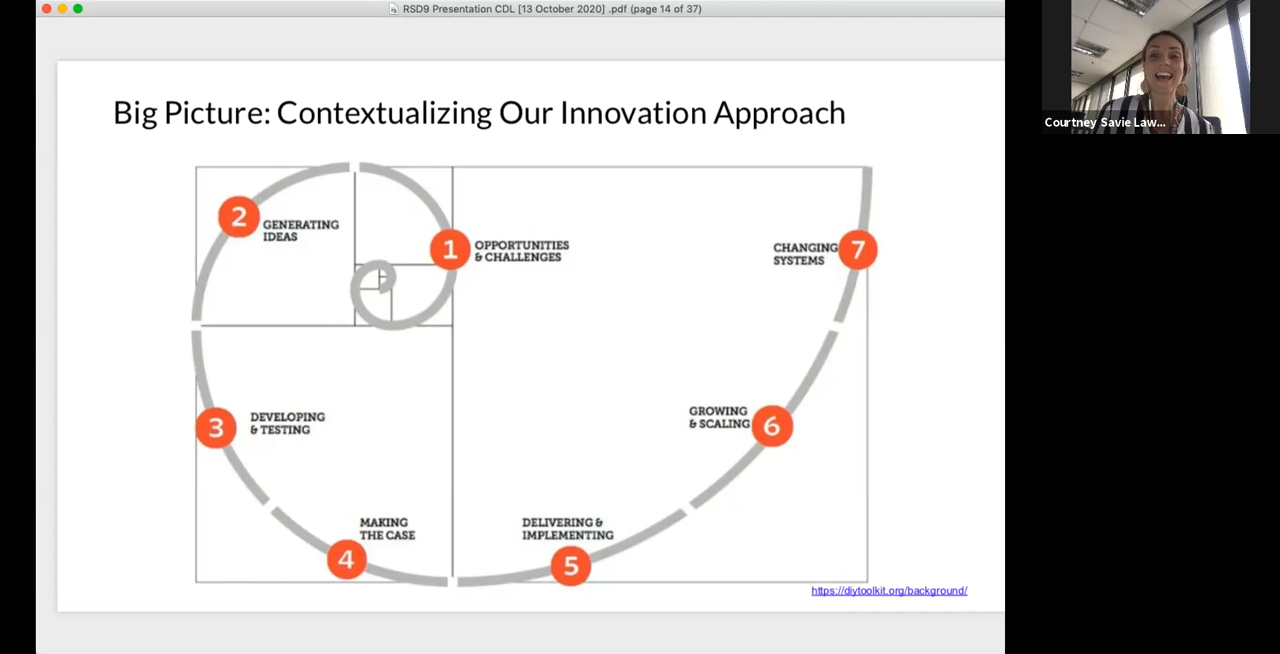 RSD9 Presentation CDL [13 October 2020] .pdf (page 14 of 37)
Courtney Savie Law...
Big Picture: Contextualizing Our Innovation Approach
1
OPPORTUNITIES
& CHALLENGES
2
GENERATING
IDEAS
3
DEVELOPING
& TESTING
4
MAKING
THE CASE
5
DELIVERING &
IMPLEMENTING
6
GROWING
& SCALING
7
CHANGING
SYSTEMS
https://diytoolkit.org/background/